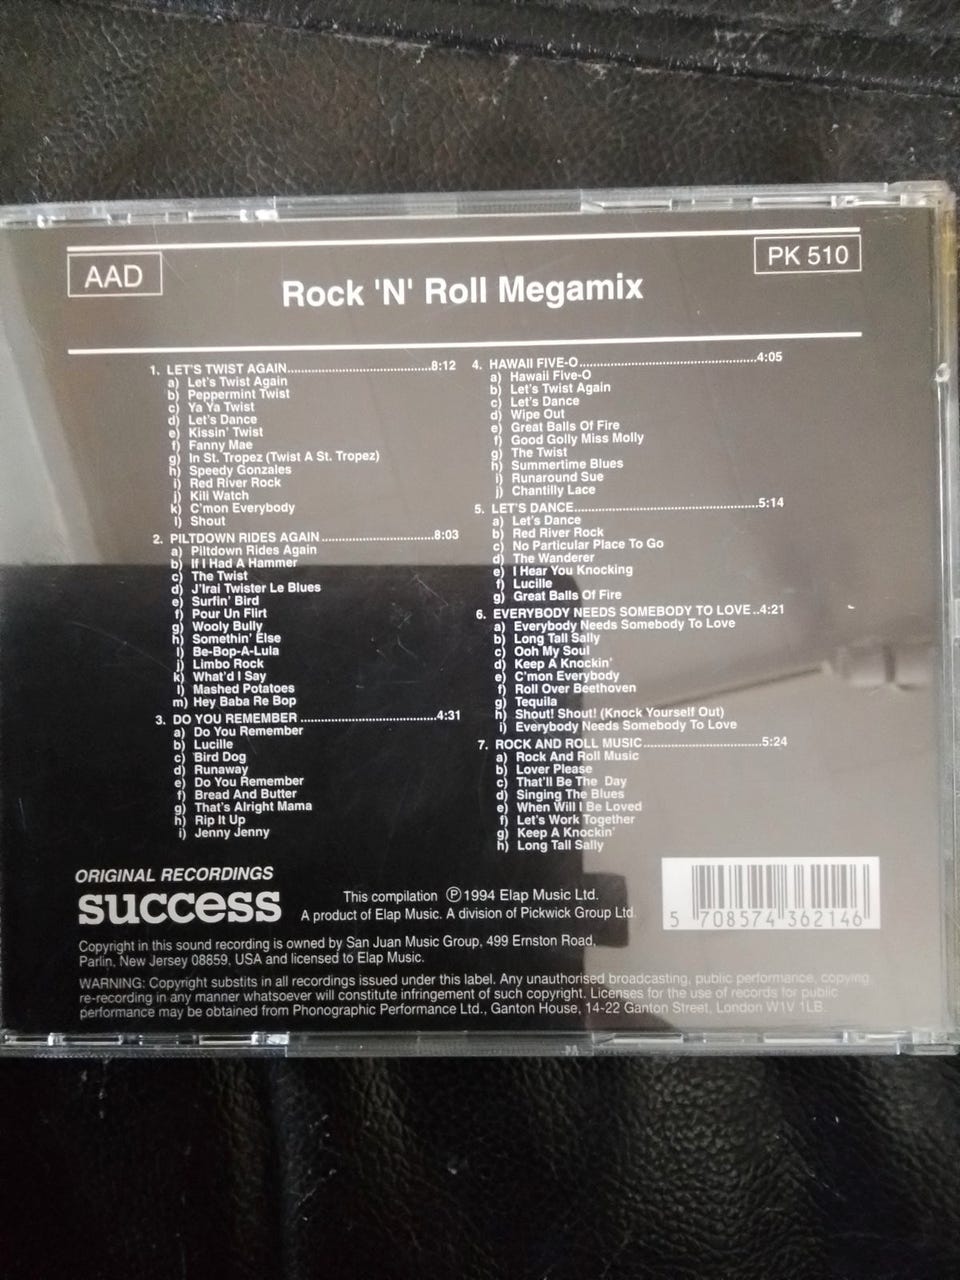 AAD
PK 510
Rock 'N' Roll Megamix
1. LET'S TWIST AGAIN........................................8:12
a) Let's Twist Again
b) Peppermint Twist
c) Ya Ya Twist
d) Let's Dance
e) Kissin' Twist
f) Fanny Mae
g) In St. Tropez (Twist A St. Tropez)
h) Speedy Gonzales
i) Red River Rock
j) Kili Watch
k) C'mon Everybody
l) Shout
2. PILTDOWN RIDES AGAIN...............................8:03
a) Piltdown Rides Again
b) If I Had A Hammer
c) The Twist
d) J'Irai Twister Le Blues
e) Surfin' Bird
f) Pour Un Flirt
g) Wooly Bully
h) Somethin' Else
i) Be-Bop-A-Lula
j) Limbo Rock
k) What'd I Say
l) Mashed Potatoes
m) Hey Baba Re Bop
3. DO YOU REMEMBER ......................................4:31
a) Do You Remember
b) Lucille
c) 'Bird Dog
d) Runaway
e) Do You Remember
f) Bread And Butter
g) That's Alright Mama
h) Rip It Up
i) Jenny Jenny
4. HAWAII FIVE-O.................................................4:05
a) Hawaii Five-O
b) Let's Twist Again
c) Let's Dance
d) Wipe Out
e) Great Balls Of Fire
f) Good Golly Miss Molly
g) The Twist
h) Summertime Blues
i) Runaround Sue
j) Chantilly Lace
5. LET'S DANCE...................................................5:14
a) Let's Dance
b) Red River Rock
c) No Particular Place To Go
d) The Wanderer
e) I Hear You Knocking
f) Lucille
g) Great Balls Of Fire
6. EVERYBODY NEEDS SOMEBODY TO LOVE..4:21
a) Everybody Needs Somebody To Love
b) Long Tall Sally
c) Ooh My Soul
d) Keep A Knockin'
e) C'mon Everybody
f) Roll Over Beethoven
g) Tequila
h) Shout! Shout! (Knock Yourself Out)
i) Everybody Needs Somebody To Love
7. ROCK AND ROLL MUSIC.................................5:24
a) Rock And Roll Music
b) Lover Please
c) That'll Be The Day
d) Singing The Blues
e) When Will I Be Loved
f) Let's Work Together
g) Keep A Knockin'
h) Long Tall Sally
ORIGINAL RECORDINGS
success
This compilation ℗1994 Elap Music Ltd.
A product of Elap Music. A division of Pickwick Group Ltd.
5 708574 362146
Copyright in this sound recording is owned by San Juan Music Group, 499 Ernston Road,
Parlin, New Jersey 08859, USA and licensed to Elap Music.
WARNING: Copyright substits in all recordings issued under this label. Any unauthorised broadcasting, public performance, copying
re-recording in any manner whatsoever will constitute infringement of such copyright. Licenses for the use of records for public
performance may be obtained from Phonographic Performance Ltd., Ganton House, 14-22 Ganton Street, London W1V 1LB.